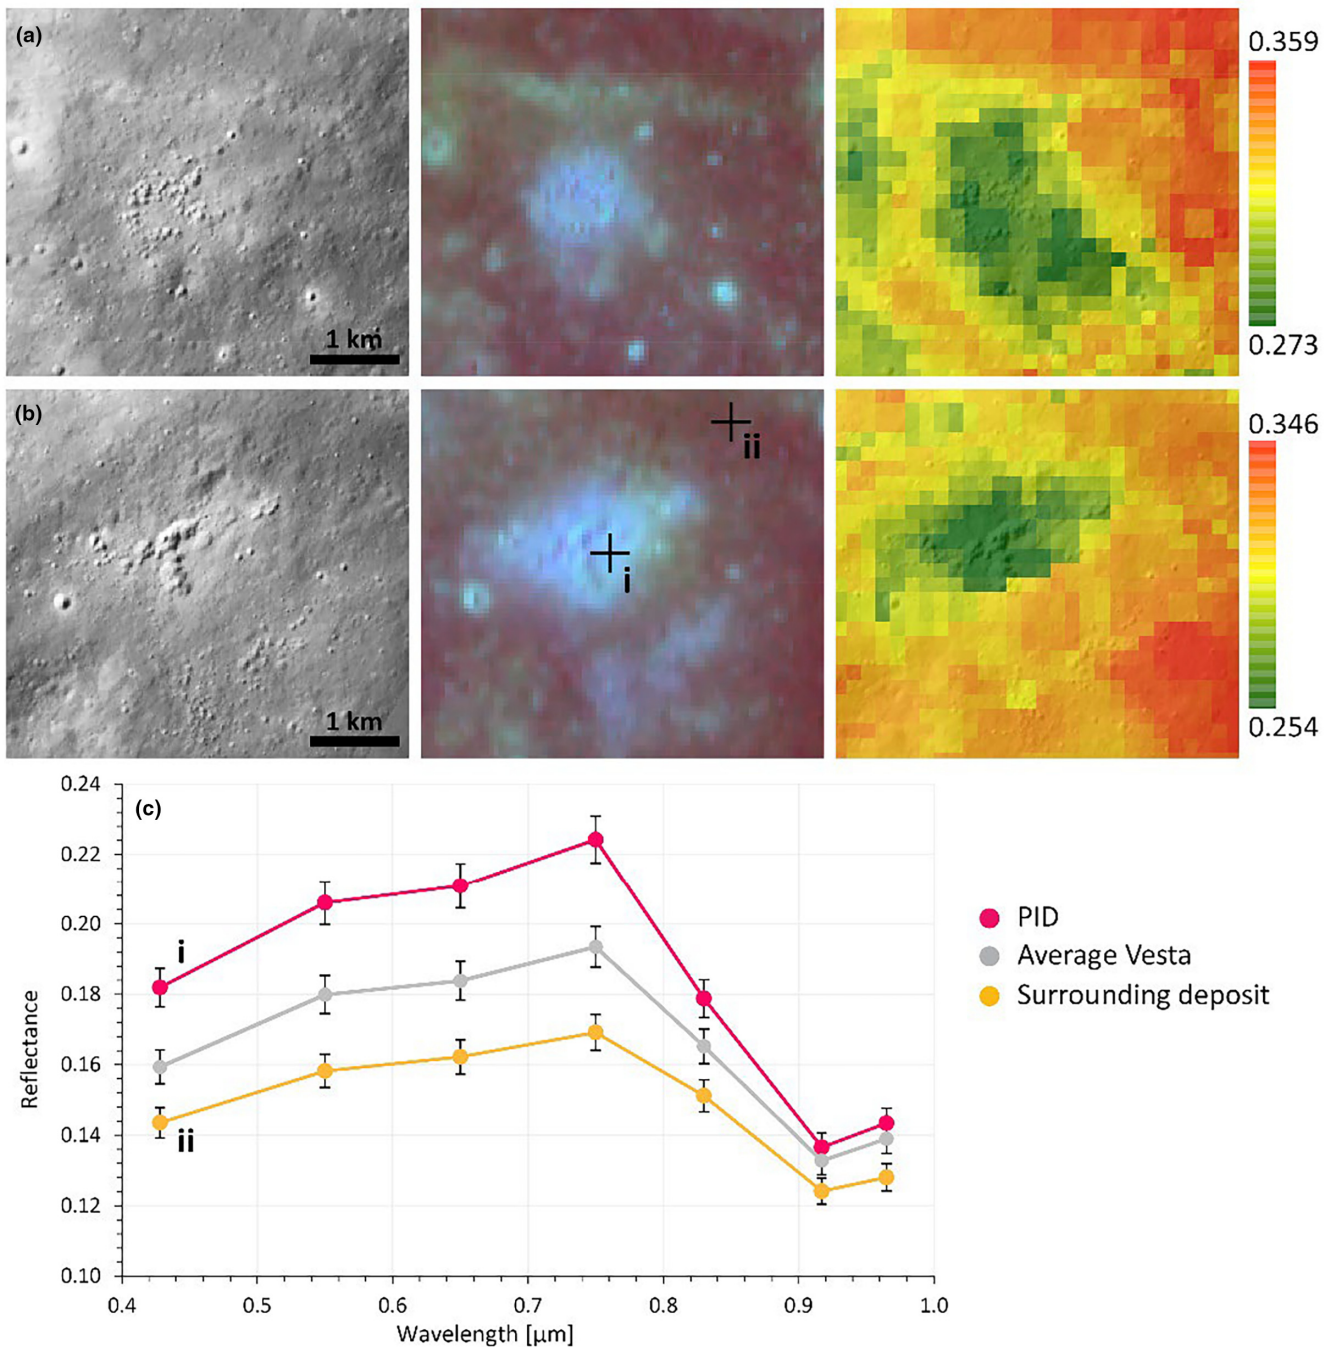 (a)
1 km
0.359
0.273
(b)
1 km
ii
i
0.346
0.254
(c)
0.24
0.22
0.20
0.18
0.16
0.14
0.12
0.10
Reflectance
i
ii
0.4
0.5
0.6
0.7
0.8
0.9
1.0
Wavelength [μm]
PID
Average Vesta
Surrounding deposit